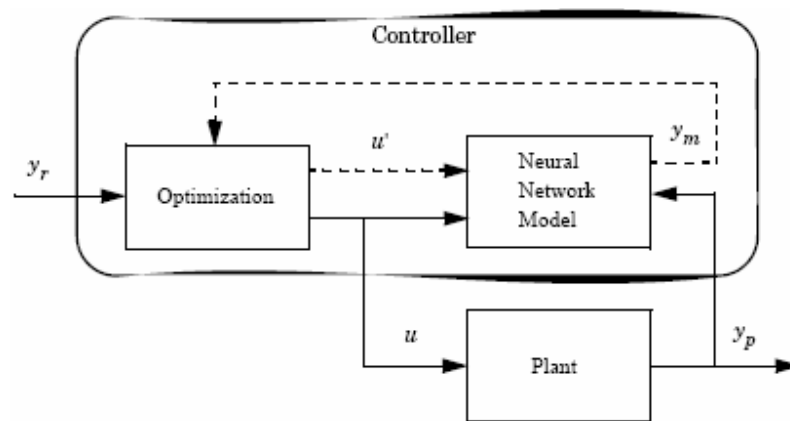 Controller
u'
y_m
y_r
Optimization
Neural
Network
Model
u
Plant
y_p